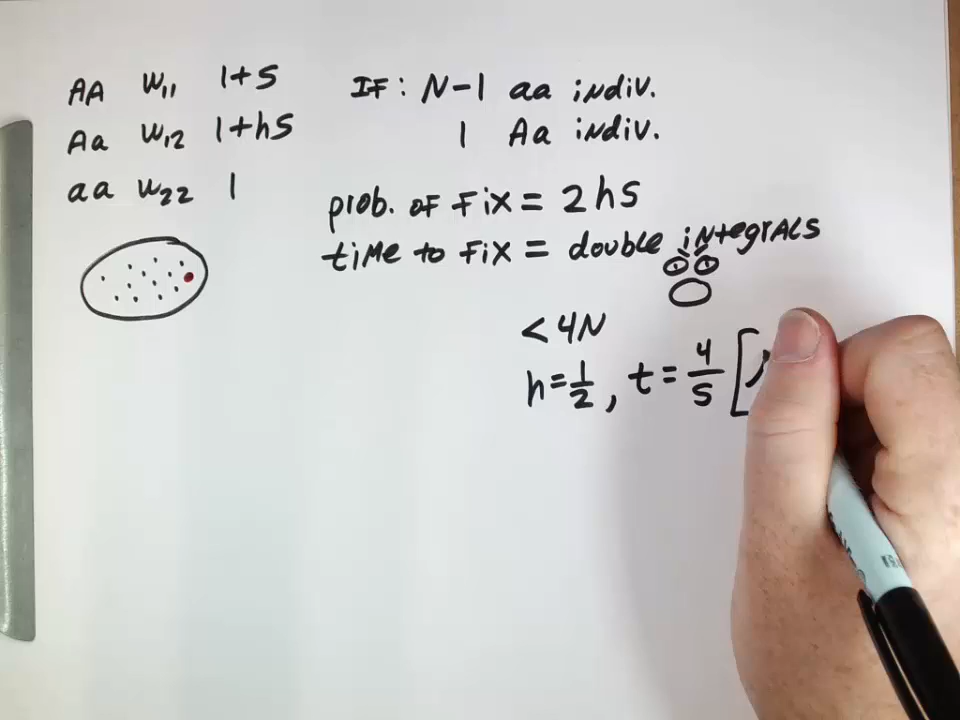 AA W11 1+S
Aa W12 1+hS
aa W22 1
IF: N-1 aa indiv.
1 Aa indiv.
prob. of Fix = 2hS
time to Fix = double integrals
< 4N
h=1/2, t= 4/S [